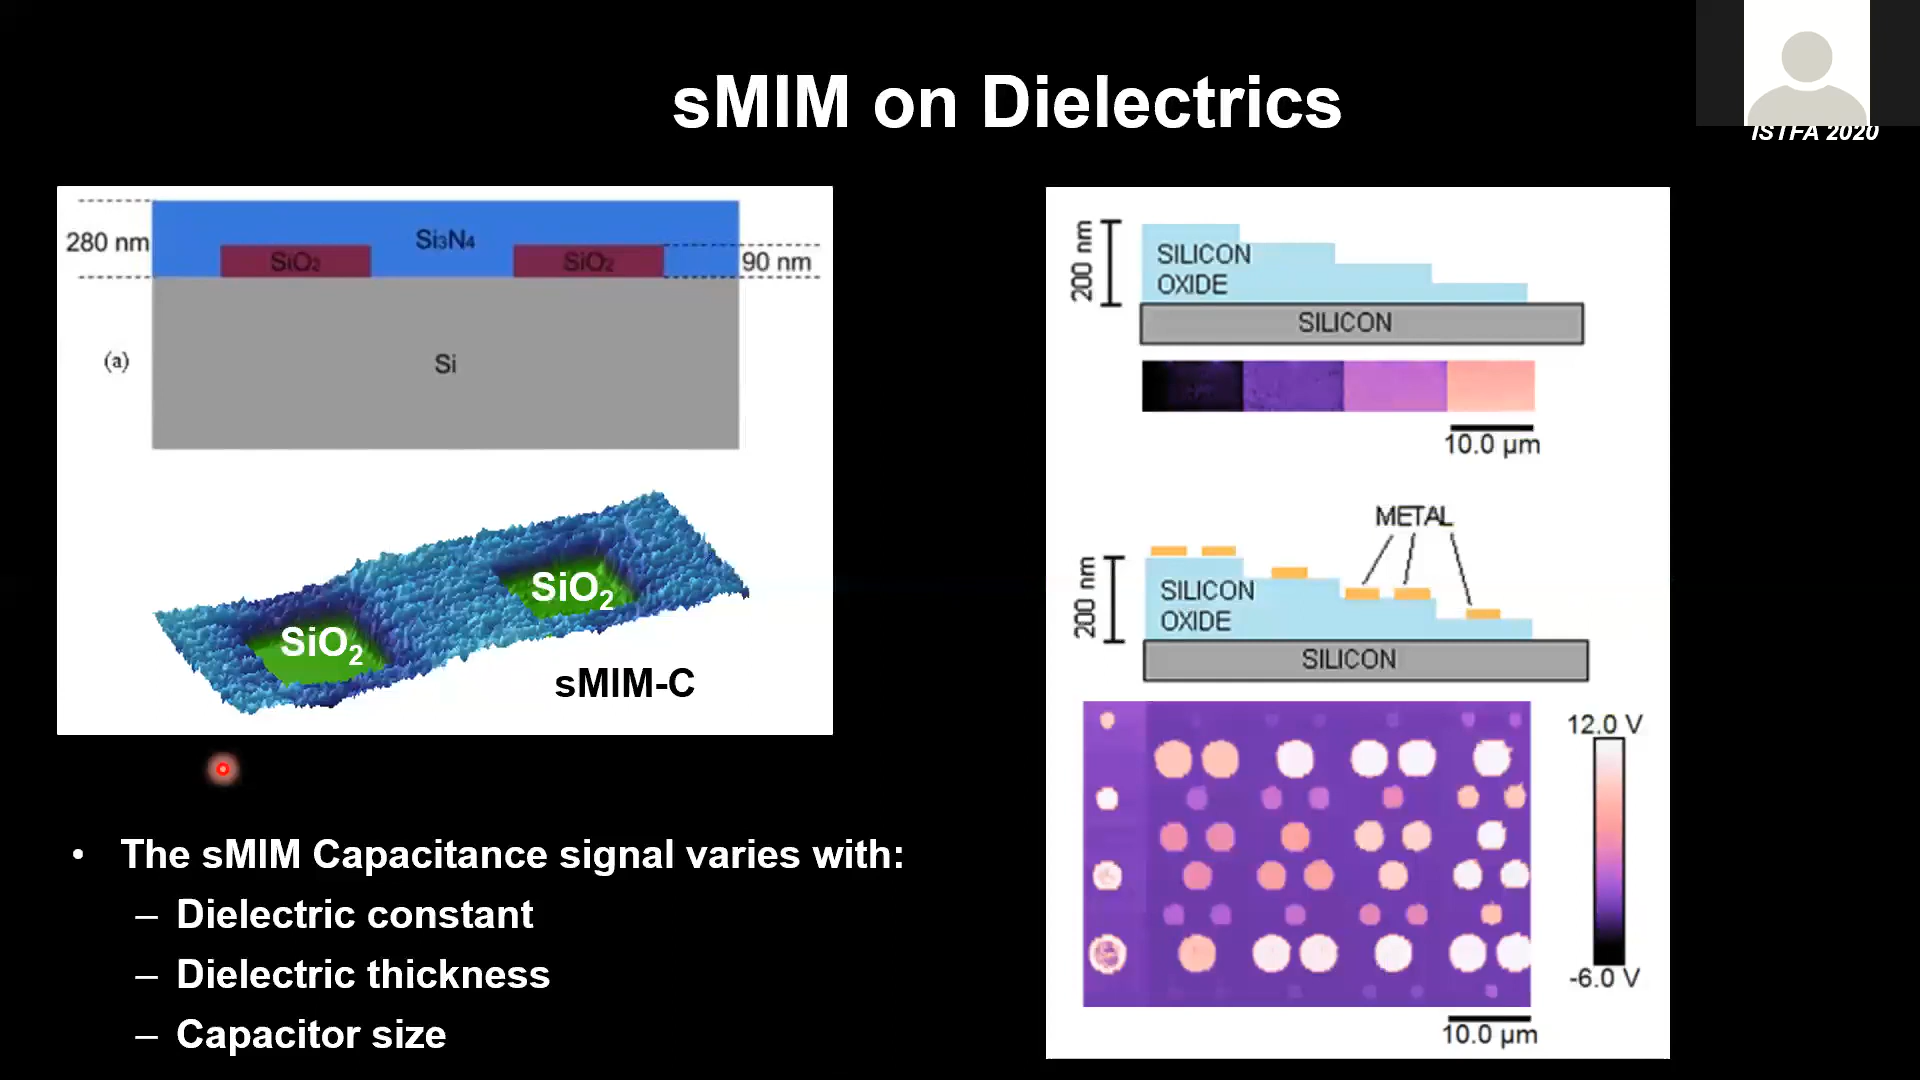 sMIM on Dielectrics
ISTFA 2020
280 nm
Si₃N₄
SiO₂
SiO₂
90 nm
(a)
Si
SiO₂
SiO₂
sMIM-C
• The sMIM Capacitance signal varies with:
– Dielectric constant
– Dielectric thickness
– Capacitor size
200 nm
SILICON
OXIDE
SILICON
10.0 µm
METAL
200 nm
SILICON
OXIDE
SILICON
12.0 V
-6.0 V
10.0 µm